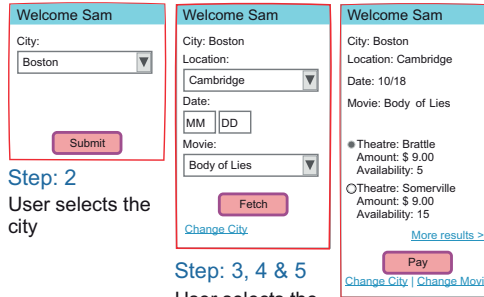 Welcome Sam
City:
Boston
Submit
Step: 2
User selects the
city
Welcome Sam
City: Boston
Location:
Cambridge
Date:
MM DD
Movie:
Body of Lies
Fetch
Change City
Step: 3, 4 & 5
User selects the
Welcome Sam
City: Boston
Location: Cambridge
Date: 10/18
Movie: Body of Lies
Theatre: Brattle
Amount: $ 9.00
Availability: 5
Theatre: Somerville
Amount: $ 9.00
Availability: 15
More results >
Pay
Change City | Change Movi